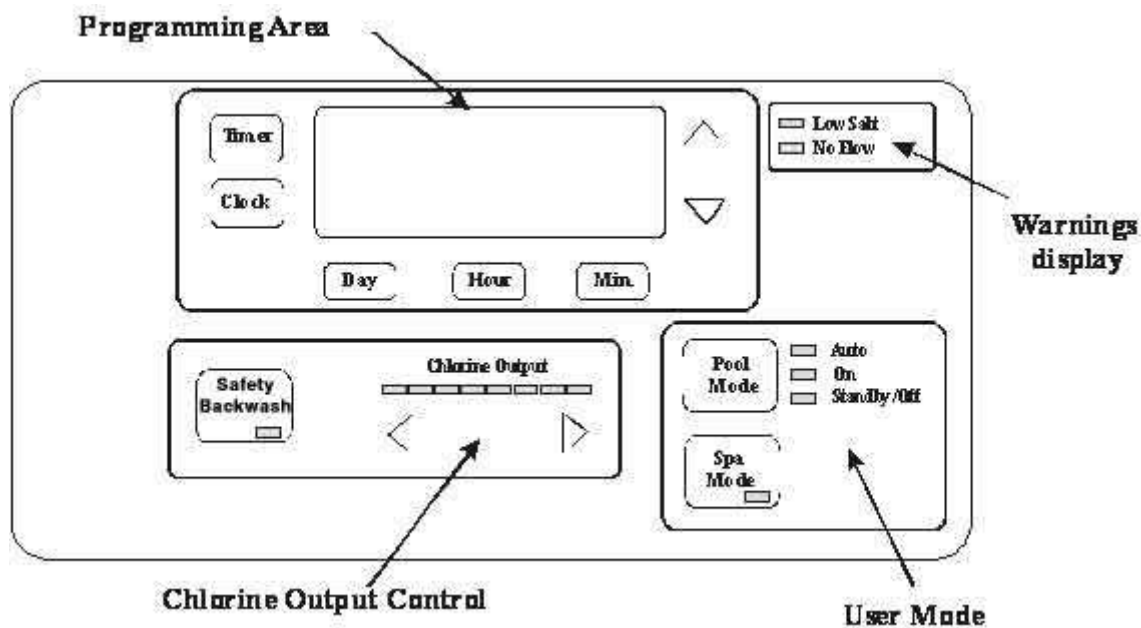 Programming Area
Timer
Clock
Day
Hour
Min.
Low Salt
No Flow
Warnings
display
Safety
Backwash
Chlorine Output
Pool
Mode
Auto
On
Standby/Off
Spa
Mode
Chlorine Output Control
User Mode